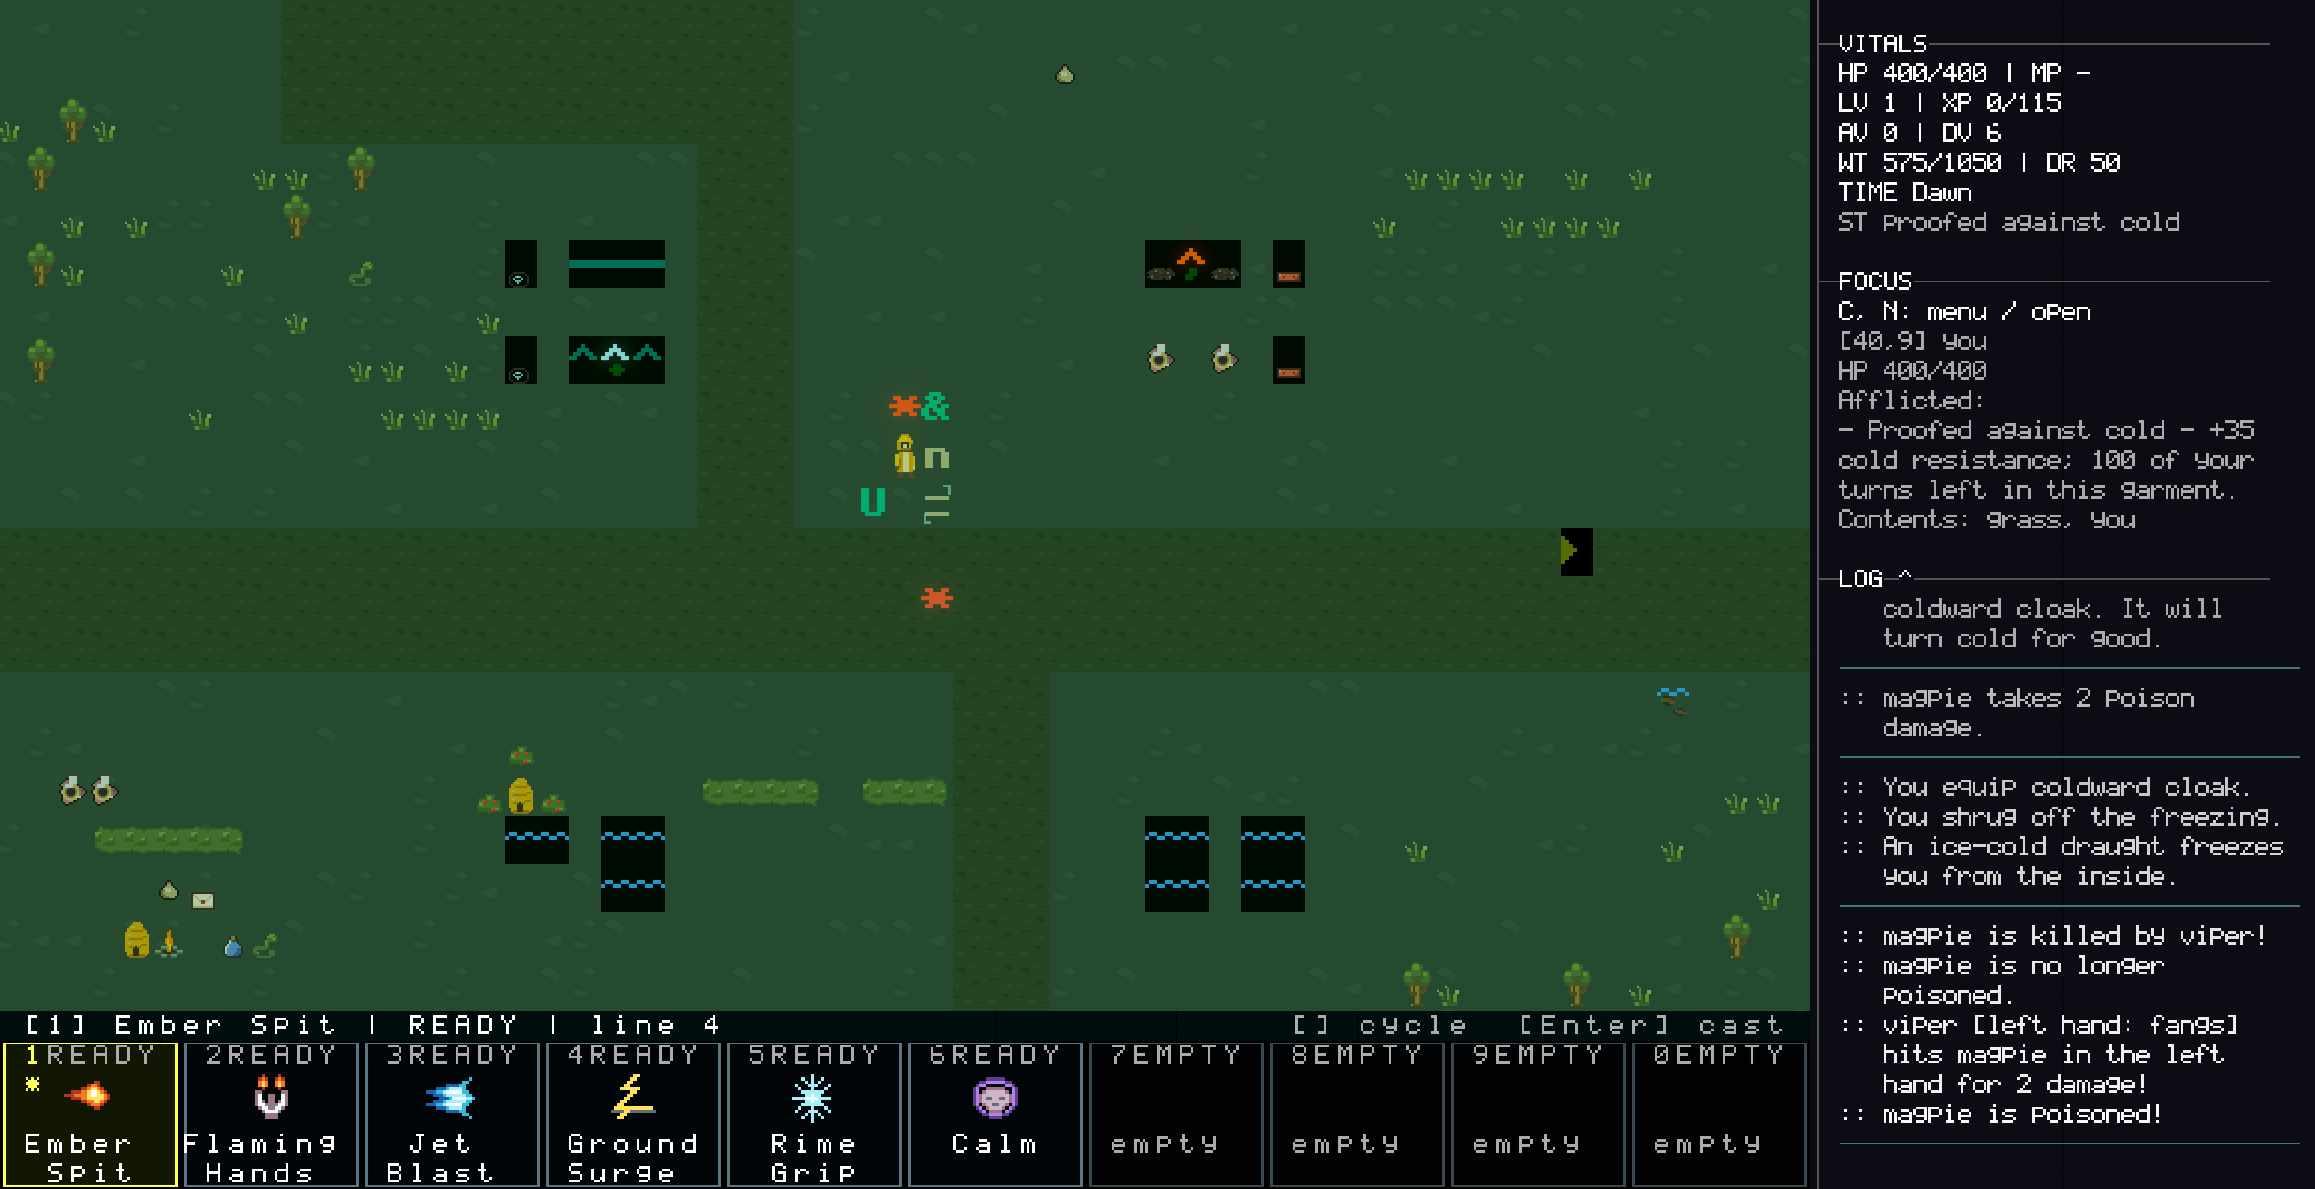 VITALS
HP 400/400 | MP -
LV 1 | XP 0/115
AV 0 | DV 6
WT 575/1050 | DR 50
TIME Dawn
ST Proofed against cold
FOCUS
C, N: menu / open
[40,9] you
HP 400/400
Afflicted:
- Proofed against cold - +35
cold resistance; 100 of your
turns left in this garment.
Contents: grass, you
LOG ^
coldward cloak. It will
turn cold for good.
:: magpie takes 2 Poison
damage.
:: You equip coldward cloak.
:: You shrug off the freezing.
:: An ice-cold draught freezes
you from the inside.
:: magpie is killed by viper!
:: magpie is no longer
Poisoned.
:: viper [left hand: fangs]
hits magpie in the left
hand for 2 damage!
:: magpie is Poisoned!
&
n
U
[1] Ember Spit | READY | line 4
[] cycle [Enter] cast
1READY
2READY
3READY
4READY
5READY
6READY
7EMPTY
8EMPTY
9EMPTY
0EMPTY
Ember
Spit
Flaming
Hands
Jet
Blast
Ground
Surge
Rime
Grip
Calm
empty
empty
empty
empty